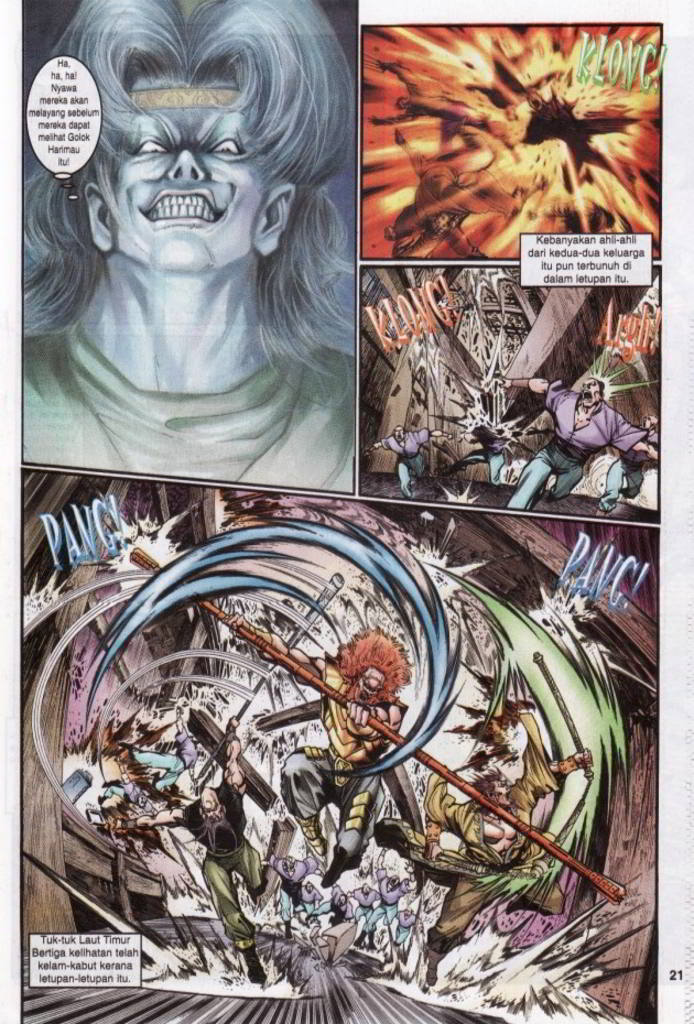 Ha,
ha, ha!
Nyawa
mereka akan
melayang sebelum
mereka dapat
melihat Golok
Harimau
itu!
KLONG!
Kebanyakan ahli-ahli
dari kedua-dua keluarga
itu pun terbunuh di
dalam letupan itu.
KLONG!
Argh!
PANG!
PANG!
Tuk-tuk Laut Timur
Bertiga kelihatan telah
kelam-kabut kerana
letupan-letupan itu.
21